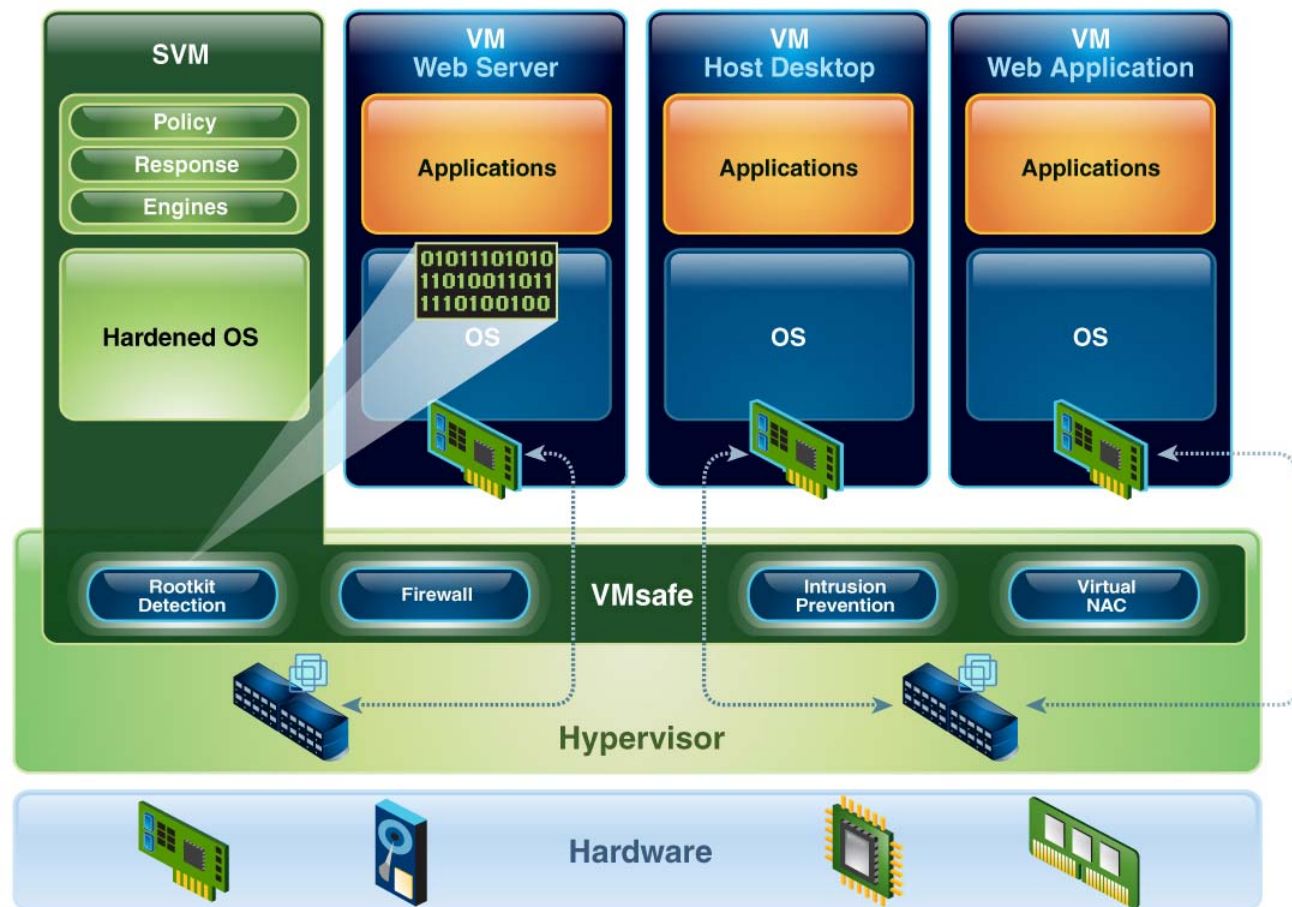 SVM
Policy
Response
Engines
Hardened OS
VM
Web Server
Applications
01011101010
11010011011
1110100100
OS
VM
Host Desktop
Applications
OS
VM
Web Application
Applications
OS
Rootkit
Detection
Firewall
VMsafe
Intrusion
Prevention
Virtual
NAC
Hypervisor
Hardware